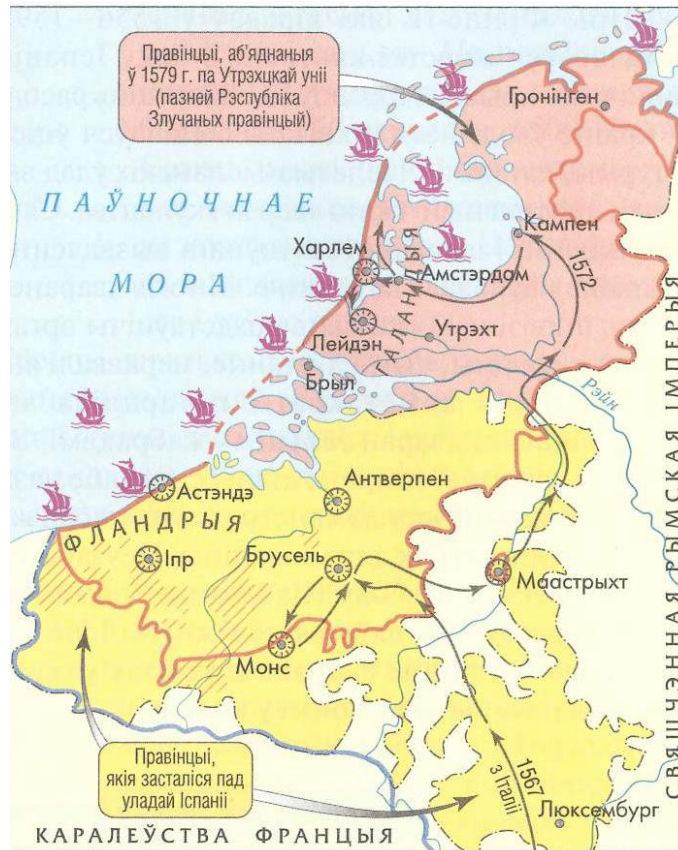 Правінцыі, аб'яднаныя
ў 1579 г. па Утрэхцкай уніі
(пазней Рэспубліка
Злучаных правінцый)
Гронінген
ПАЎНОЧНАЕ
МОРА
Кампен
Харлем
Амстэрдам
ГАЛАНДЫЯ
1572
Лейдэн
Утрэхт
Брыл
Рэйн
Астэндэ
Антверпен
ФЛАНДРЫЯ
Іпр
Брусель
Маастрыхт
Монс
СВЯШЧЭННАЯ РЫМСКАЯ ІМПЕРЫЯ
Правінцыі,
якія засталіся пад
уладай Іспаніі
1567
з Італіі
Люксембург
КАРАЛЕЎСТВА ФРАНЦЫЯ